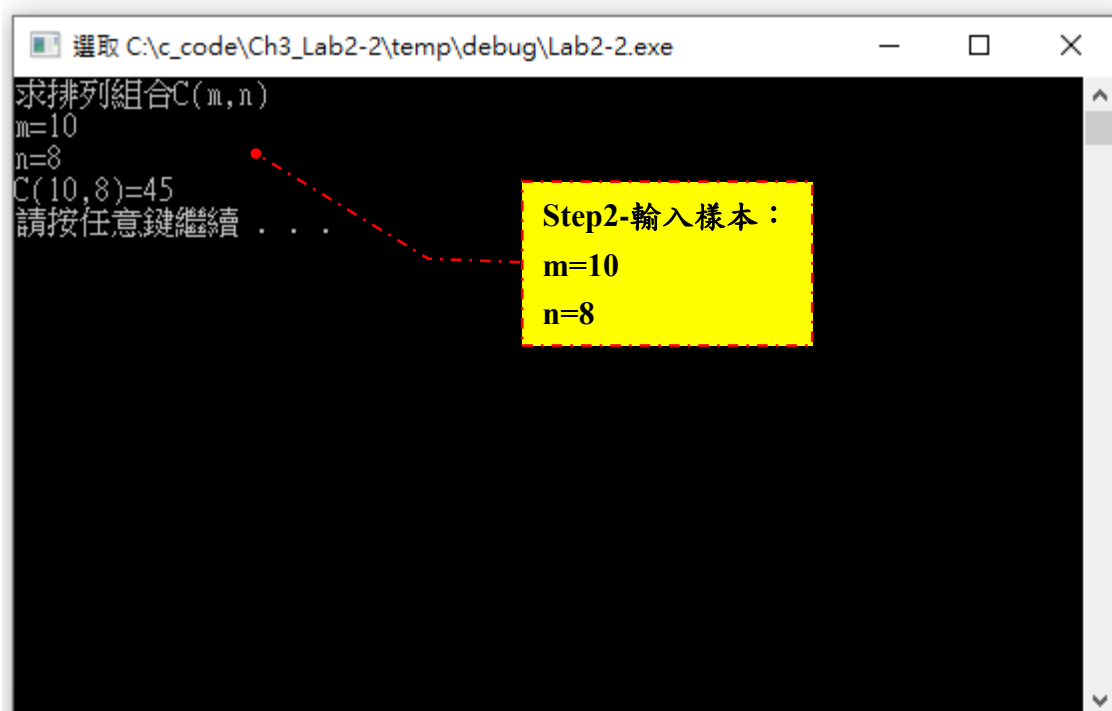 選取 C:\c_code\Ch3_Lab2-2\temp\debug\Lab2-2.exe
求排列組合C(m,n)
m=10
n=8
C(10,8)=45
請按任意鍵繼續 . . .
Step2-輸入樣本：
m=10
n=8